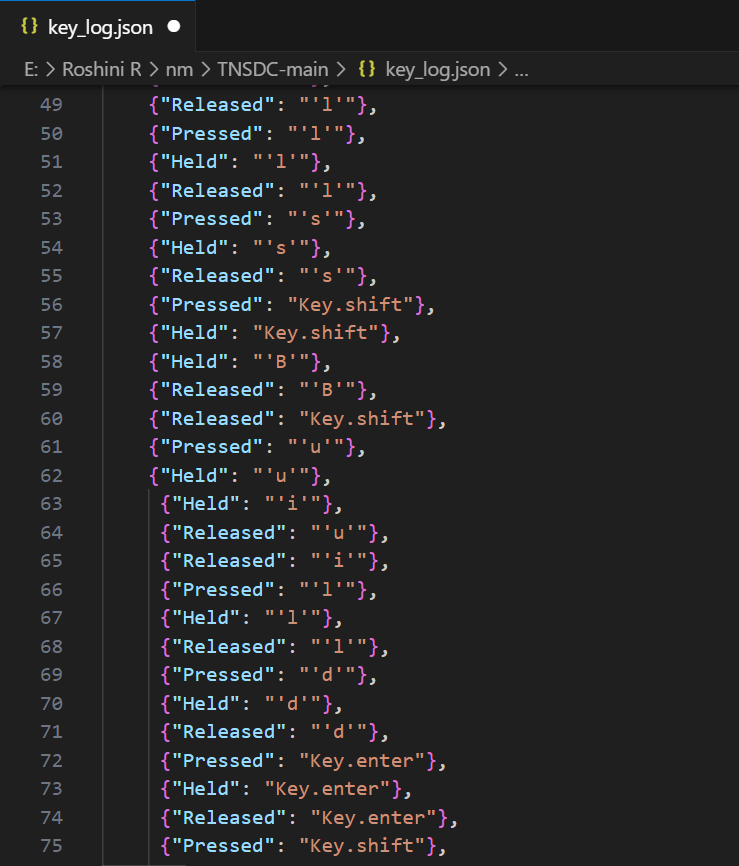 {} key_log.json ●
E: > Roshini R > nm > TNSDC-main > {} key_log.json > ...
49 {"Released": "'l'"},
50 {"Pressed": "'l'"},
51 {"Held": "'l'"},
52 {"Released": "'l'"},
53 {"Pressed": "'s'"},
54 {"Held": "'s'"},
55 {"Released": "'s'"},
56 {"Pressed": "Key.shift"},
57 {"Held": "Key.shift"},
58 {"Held": "'B'"},
59 {"Released": "'B'"},
60 {"Released": "Key.shift"},
61 {"Pressed": "'u'"},
62 {"Held": "'u'"},
63 {"Held": "'i'"},
64 {"Released": "'u'"},
65 {"Released": "'i'"},
66 {"Pressed": "'l'"},
67 {"Held": "'l'"},
68 {"Released": "'l'"},
69 {"Pressed": "'d'"},
70 {"Held": "'d'"},
71 {"Released": "'d'"},
72 {"Pressed": "Key.enter"},
73 {"Held": "Key.enter"},
74 {"Released": "Key.enter"},
75 {"Pressed": "Key.shift"},